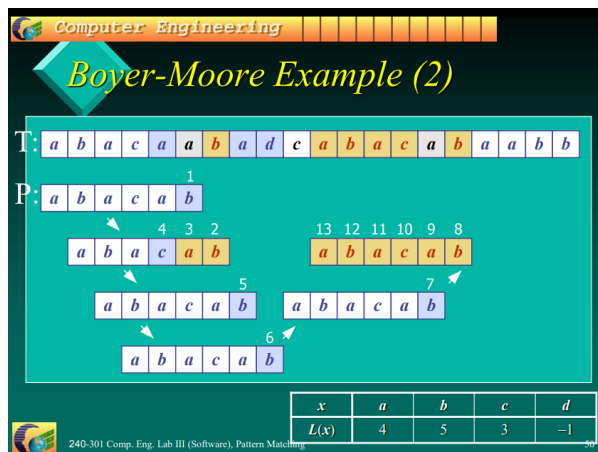 Computer Engineering
Boyer-Moore Example (2)
T: a b a c a a b a d c a b a c a b a a b b
1
P: a b a c a b
4 3 2 13 12 11 10 9 8
a b a c a b a b a c a b
5 7
a b a c a b a b a c a b
6
a b a c a b
x a b c d
L(x) 4 5 3 −1
240-301 Comp. Eng. Lab III (Software), Pattern Matching